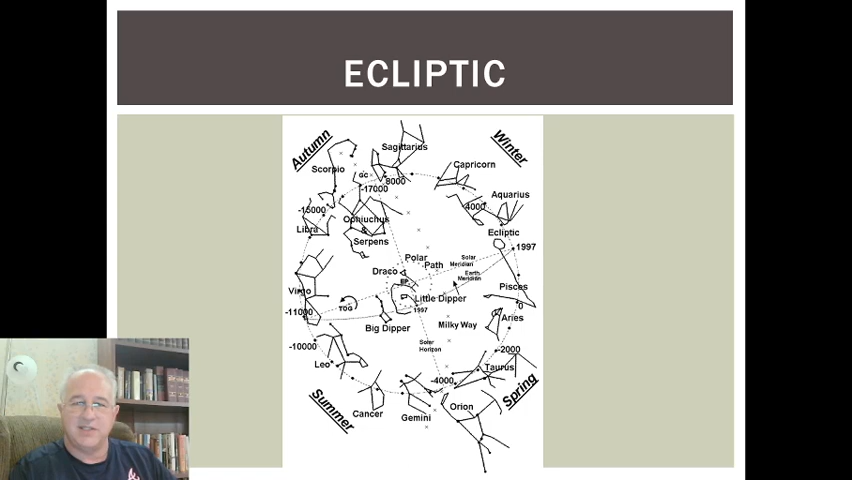 ECLIPTIC
Autumn
Winter
Sagittarius
Scorpio
Capricorn
GC
8000
-17000
Aquarius
4000
-15000
Ophiuchus
Libra
Serpens
Ecliptic
1997
Polar
Path
Solar
Meridian
Draco
Earth
Meridian
EP
Pisces
Virgo
Little Dipper
0
TOG
1997
-11000
Aries
Big Dipper
Milky Way
Solar
Horizon
-10000
-2000
Leo
Taurus
-4000
Spring
Summer
Cancer
Gemini
Orion